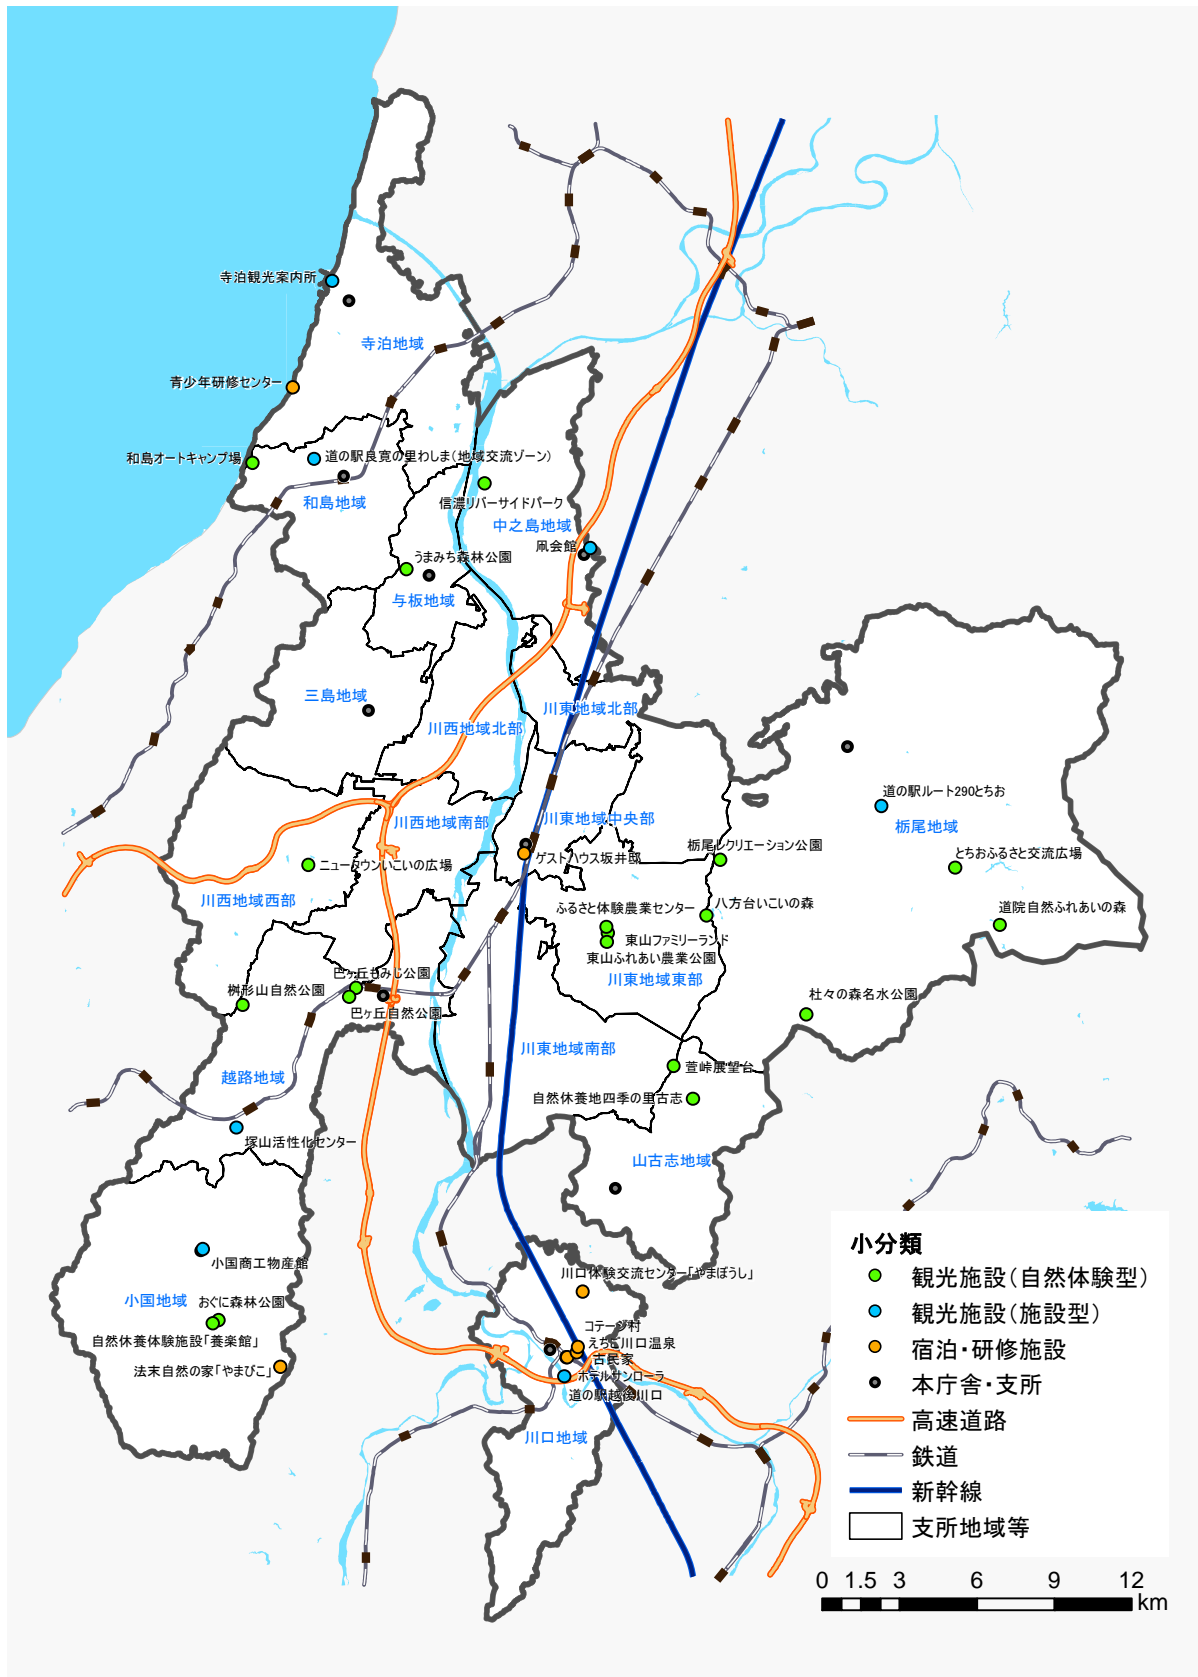 寺泊観光案内所
寺泊地域
青少年研修センター
和島オートキャンプ場
道の駅良寛の里わしま(地域交流ゾーン)
和島地域
信濃リバーサイドパーク
中之島地域
凧会館
うまみち森林公園
与板地域
三島地域
川西地域北部
川東地域北部
道の駅ルート290とちお
栃尾地域
川西地域南部
川東地域中央部
栃尾レクリエーション公園
とちおふるさと交流広場
ゲストハウス坂井邸
ニュータウンいこいの広場
川西地域西部
ふるさと体験農業センター
八方台いこいの森
道院自然ふれあいの森
東山ファミリーランド
東山ふれあい農業公園
川東地域東部
巴ヶ丘もみじ公園
桝形山自然公園
巴ヶ丘自然公園
杜々の森名水公園
川東地域南部
越路地域
萱峠展望台
自然休養地四季の里古志
塚山活性化センター
山古志地域
小国商工物産館
小国地域
おぐに森林公園
自然休養体験施設「養楽館」
法末自然の家「やまびこ」
川口体験交流センター「やまぼうし」
コテージ村
えちご川口温泉
古民家
ホテルサンローラ
道の駅越後川口
川口地域
小分類
観光施設(自然体験型)
観光施設(施設型)
宿泊・研修施設
本庁舎・支所
高速道路
鉄道
新幹線
支所地域等
0 1.5 3 6 9 12
km